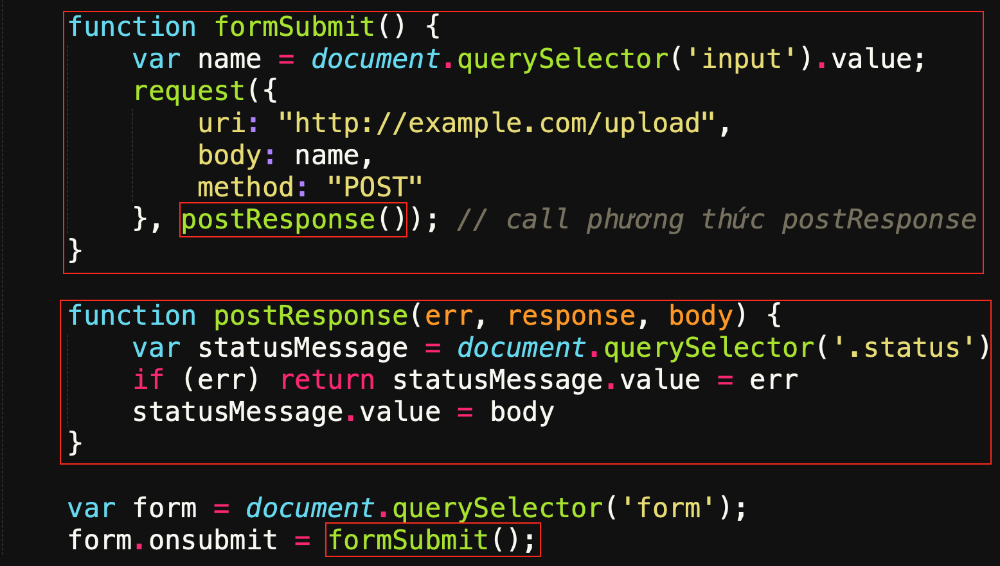 function formSubmit() {
var name = document.querySelector('input').value;
request({
uri: "http://example.com/upload",
body: name,
method: "POST"
}, postResponse()); // call phương thức postResponse
}
function postResponse(err, response, body) {
var statusMessage = document.querySelector('.status')
if (err) return statusMessage.value = err
statusMessage.value = body
}
var form = document.querySelector('form');
form.onsubmit = formSubmit();